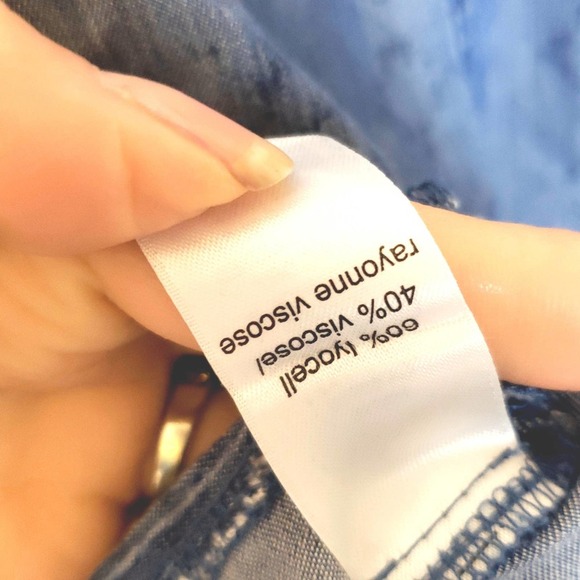 60% lyocell
40% viscose/
rayonne viscose